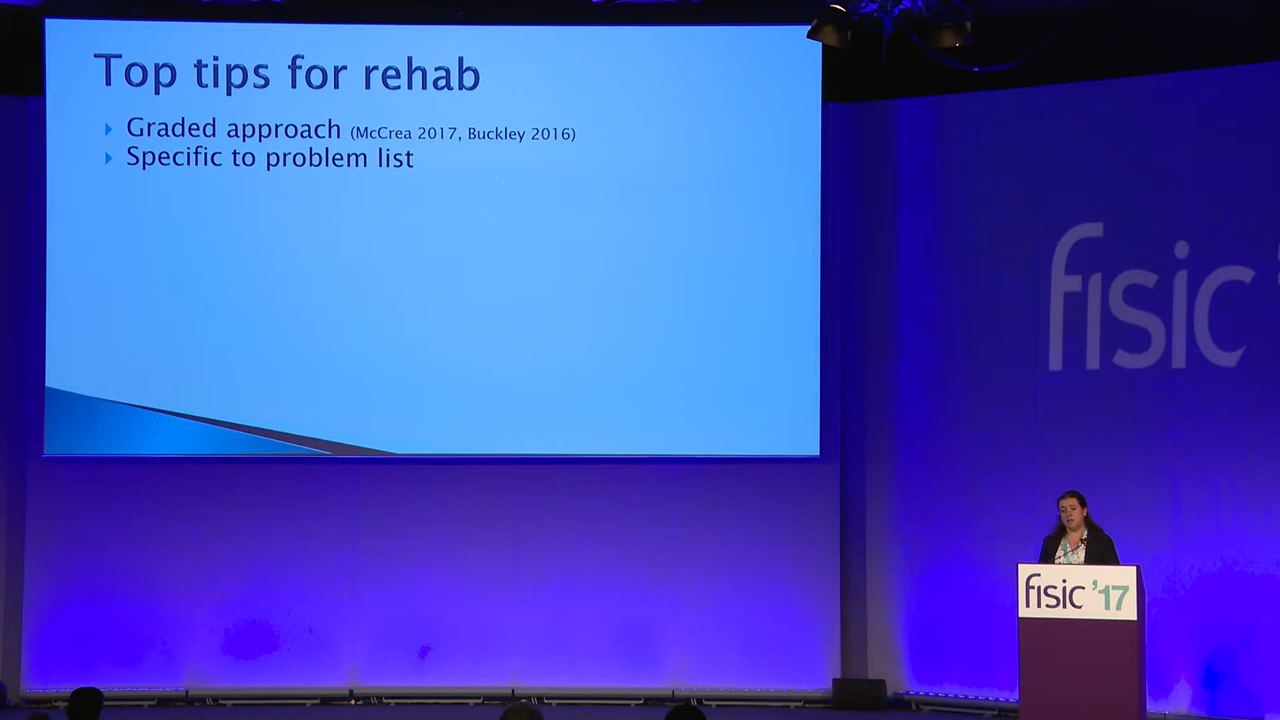 Top tips for rehab
Graded approach (McCrea 2017, Buckley 2016)
Specific to problem list
fisic
fisic '17